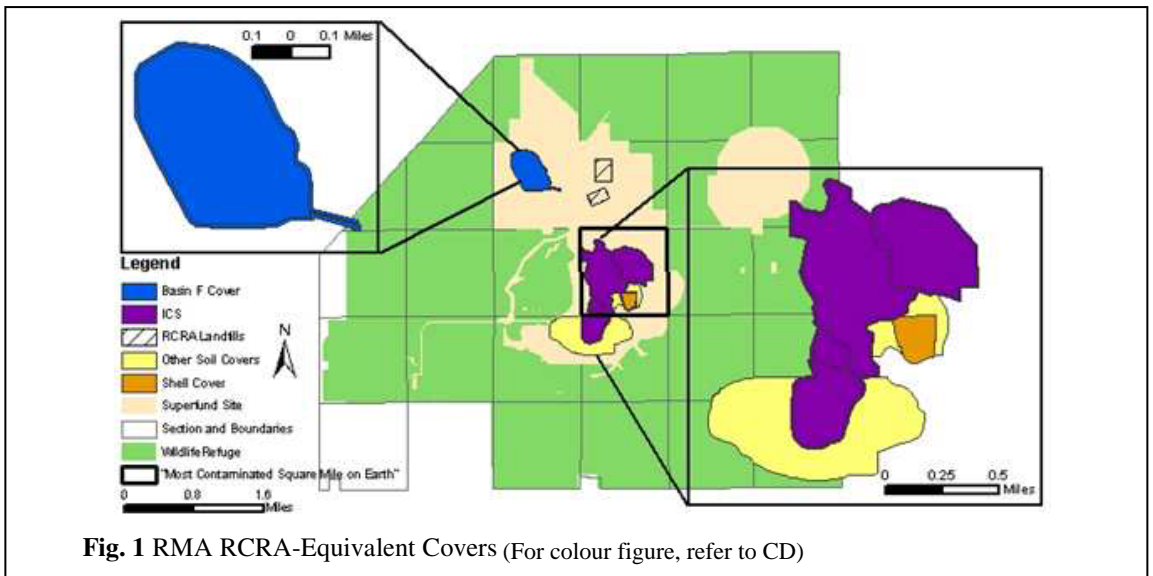 0.1 0 0.1 Miles
Legend
Basin F Cover
ICS
RCRA Landfills
Other Soil Covers
Shell Cover
Superfund Site
Section and Boundaries
Wildlife Refuge
"Most Contaminated Square Mile on Earth"
N
0 0.8 1.6
Miles
0 0.25 0.5
Miles
Fig. 1 RMA RCRA-Equivalent Covers (For colour figure, refer to CD)